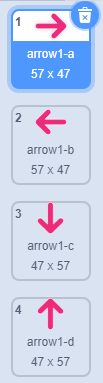 1
arrow1-a
57 x 47
2
arrow1-b
57 x 47
3
arrow1-c
47 x 57
4
arrow1-d
47 x 57